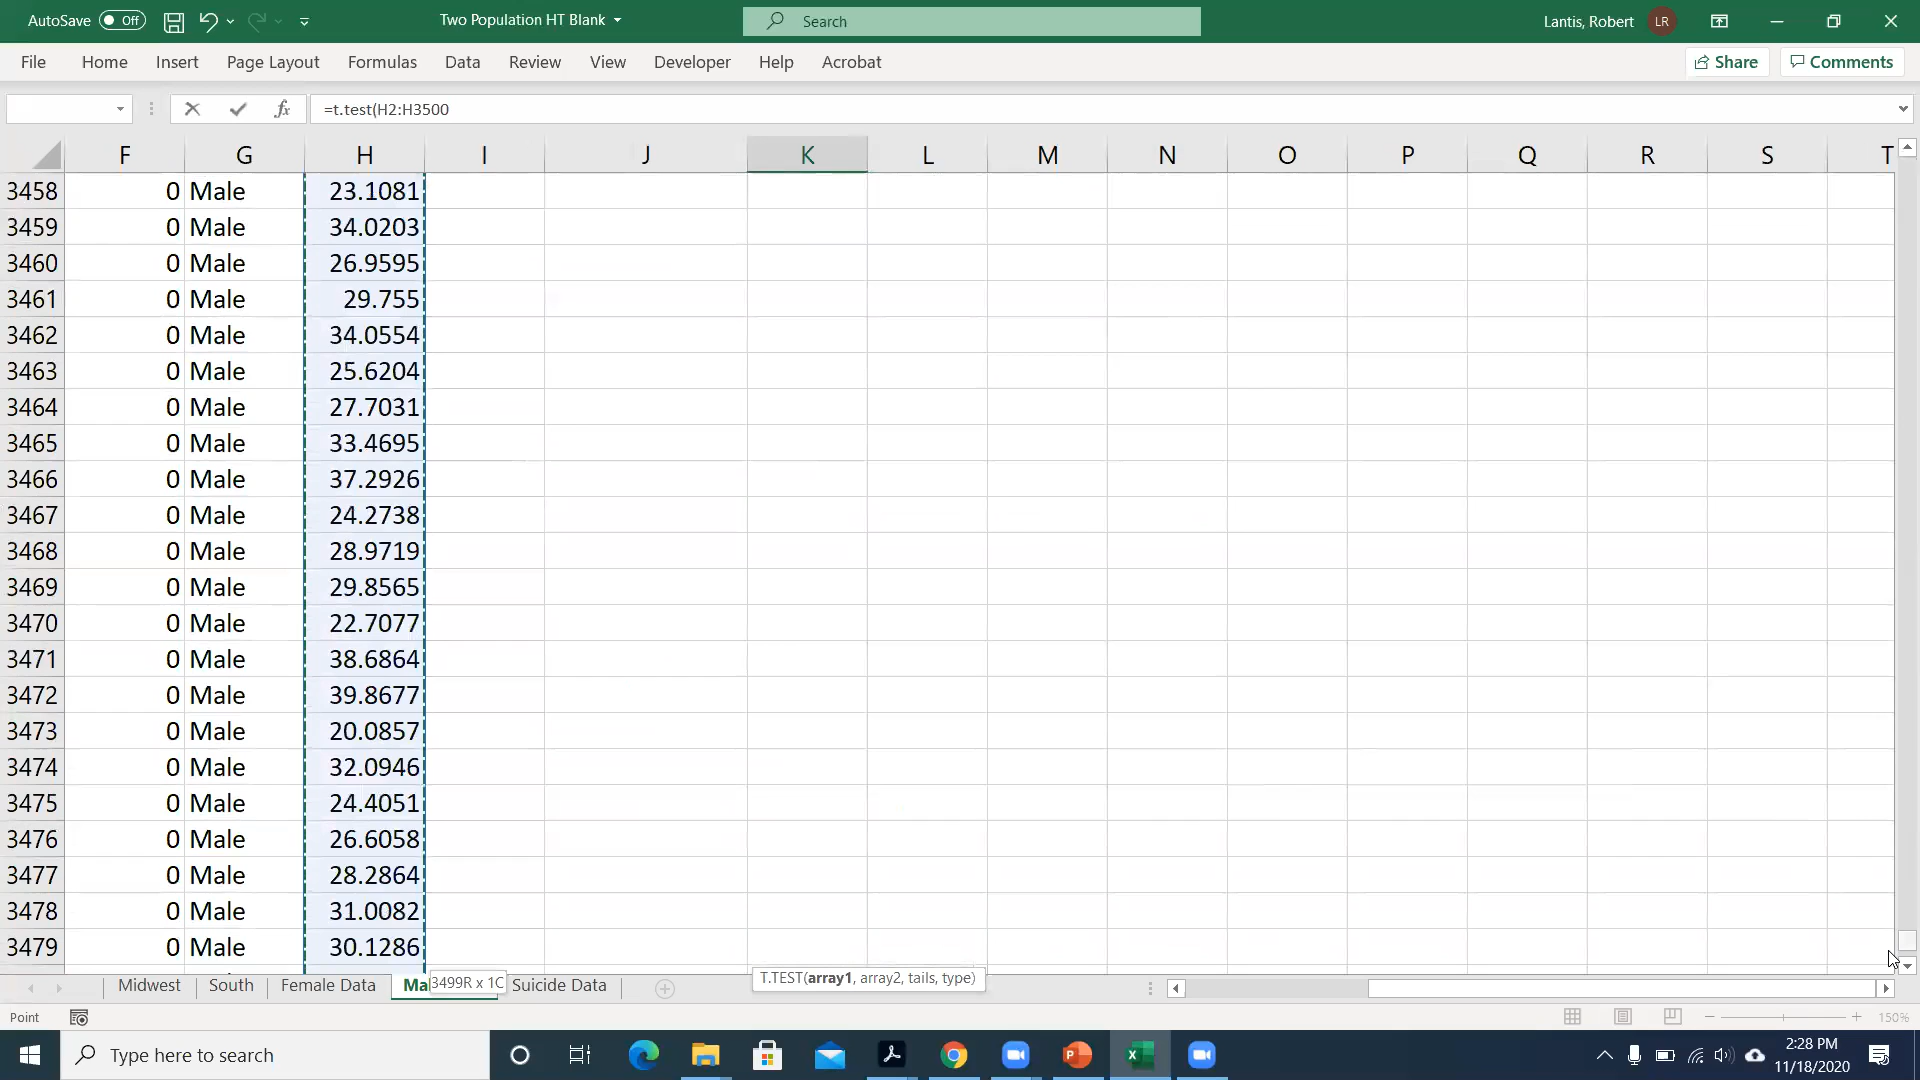 AutoSave Off Two Population HT Blank Search Lantis, Robert LR
File Home Insert Page Layout Formulas Data Review View Developer Help Acrobat Share Comments
fx =t.test(H2:H3500
F G H I J K L M N O P Q R S T
3458 0 Male 23.1081
3459 0 Male 34.0203
3460 0 Male 26.9595
3461 0 Male 29.755
3462 0 Male 34.0554
3463 0 Male 25.6204
3464 0 Male 27.7031
3465 0 Male 33.4695
3466 0 Male 37.2926
3467 0 Male 24.2738
3468 0 Male 28.9719
3469 0 Male 29.8565
3470 0 Male 22.7077
3471 0 Male 38.6864
3472 0 Male 39.8677
3473 0 Male 20.0857
3474 0 Male 32.0946
3475 0 Male 24.4051
3476 0 Male 26.6058
3477 0 Male 28.2864
3478 0 Male 31.0082
3479 0 Male 30.1286
Midwest South Female Data Ma 3499R x 1C Suicide Data T.TEST(array1, array2, tails, type)
Point 150%
Type here to search 2:28 PM
11/18/2020